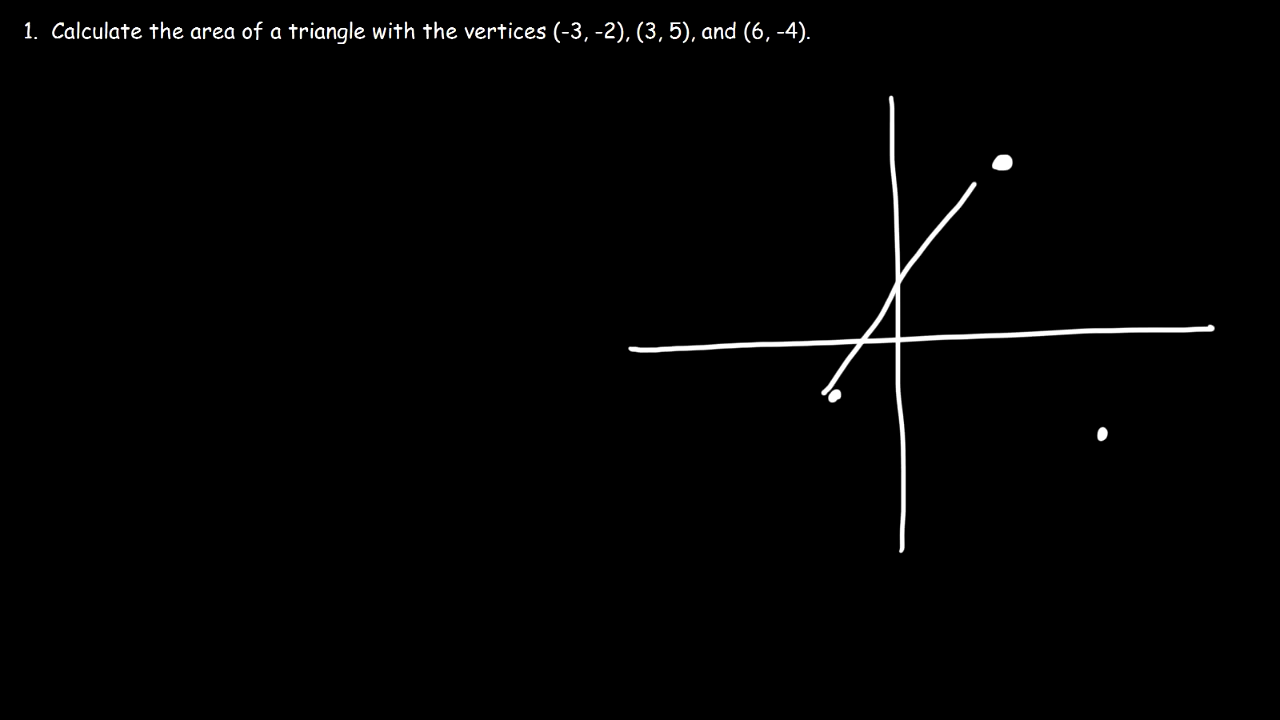 1. Calculate the area of a triangle with the vertices (-3, -2), (3, 5), and (6, -4).